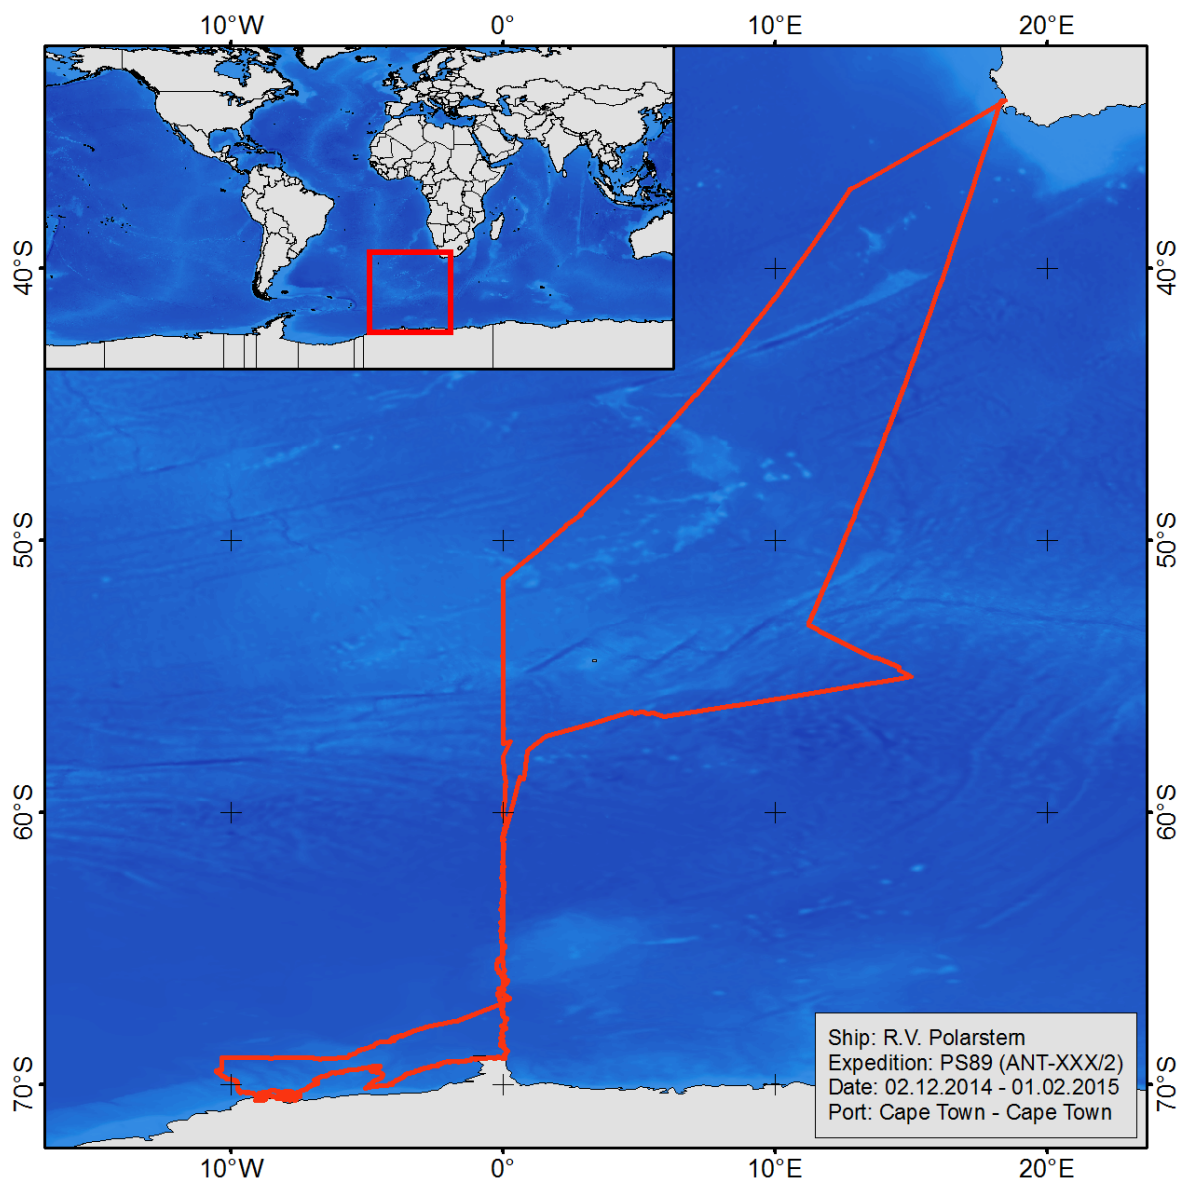 10°W 0° 10°E 20°E
40°S 40°S
50°S 50°S
60°S 60°S
70°S 70°S
Ship: R.V. Polarstern
Expedition: PS89 (ANT-XXX/2)
Date: 02.12.2014 - 01.02.2015
Port: Cape Town - Cape Town
10°W 0° 10°E 20°E